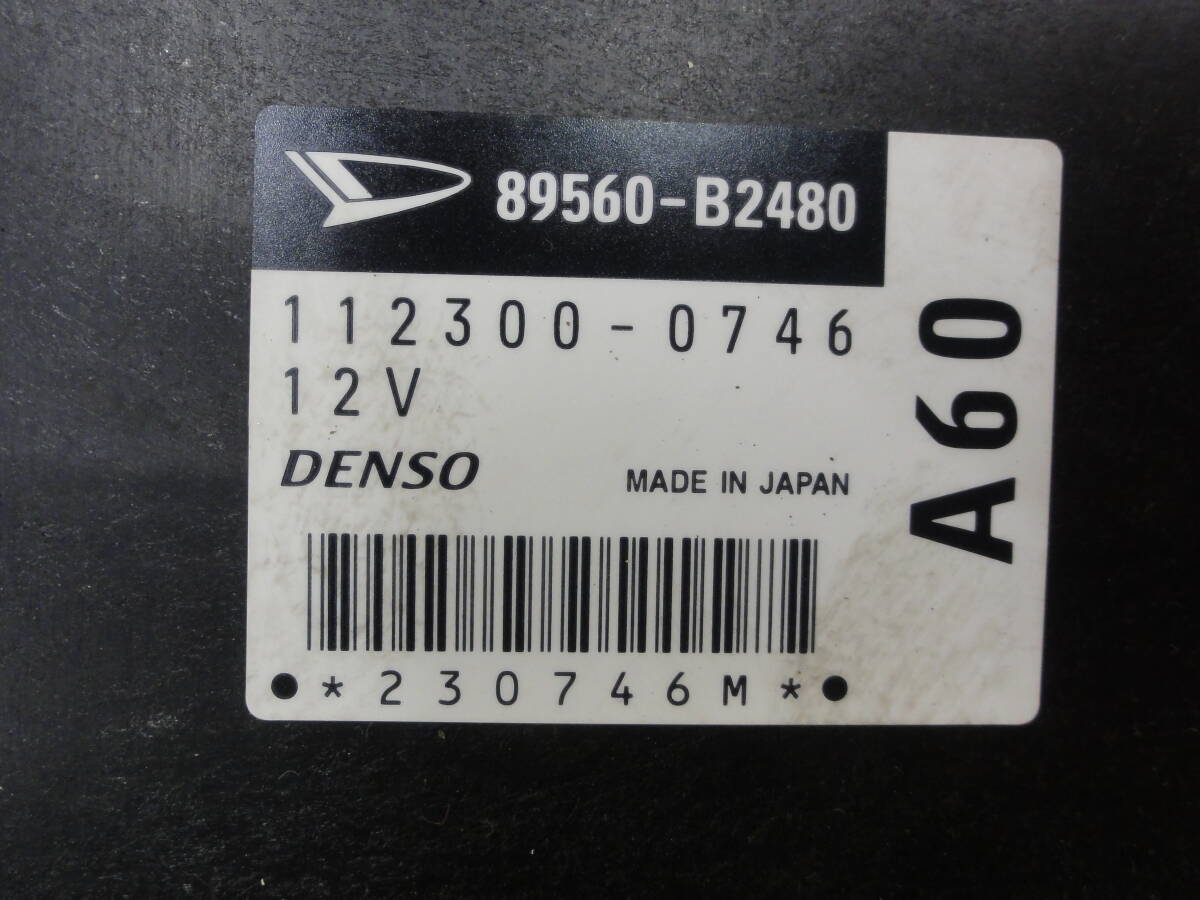 89560-B2480
112300-0746
12V
DENSO MADE IN JAPAN
*230746M*
A60